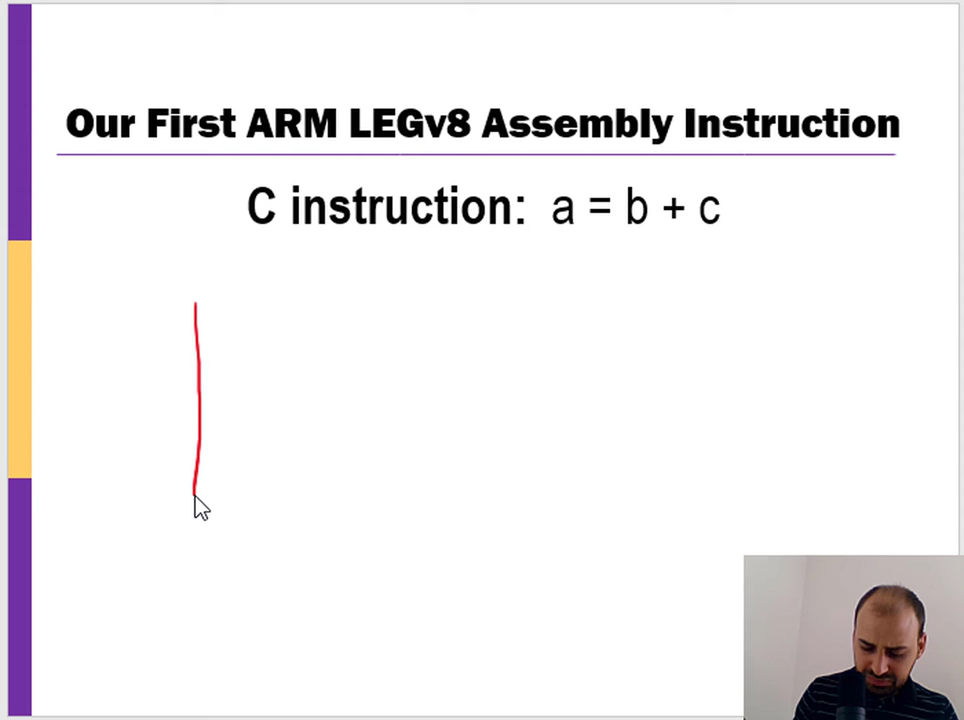 Our First ARM LEGv8 Assembly Instruction
C instruction: a = b + c